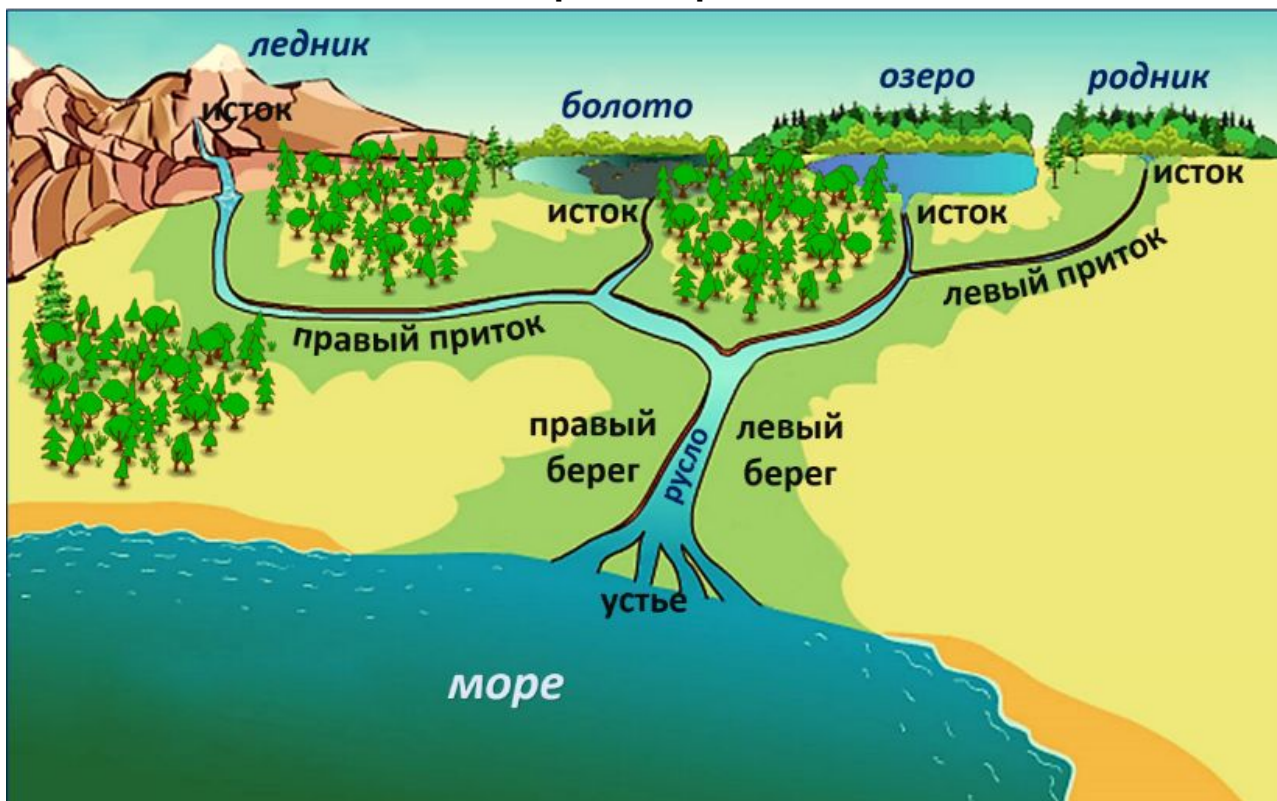 ледник
озеро
родник
болото
исток
исток
исток
исток
левый приток
правый приток
правый
берег
русло
левый
берег
устье
море